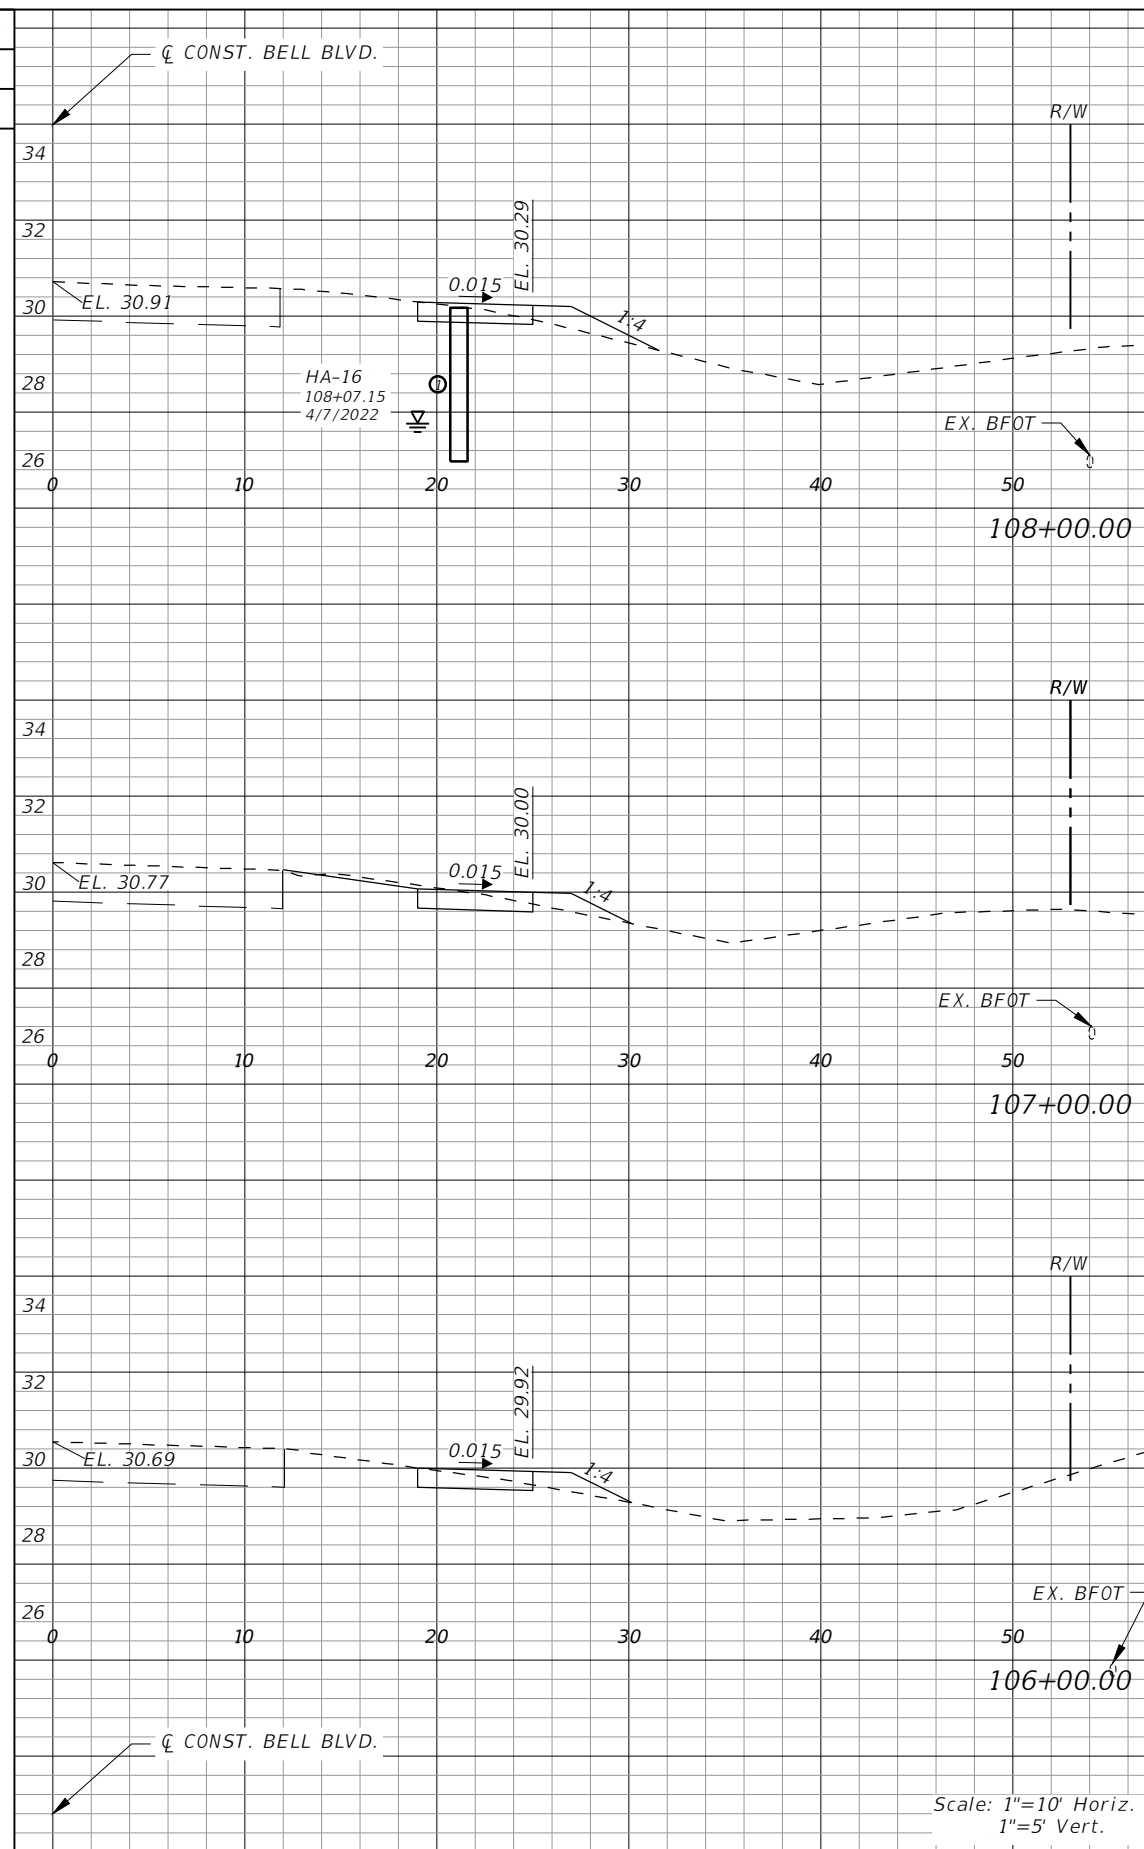 ℄ CONST. BELL BLVD.
R/W
34
32
EL. 30.29
0.015
EL. 30.91
30
1:4
HA-16
108+07.15
4/7/2022
1
28
EX. BFOT
26
0 10 20 30 40 50
108+00.00
R/W
34
32
EL. 30.00
0.015
EL. 30.77
30
1:4
28
EX. BFOT
26
0 10 20 30 40 50
107+00.00
R/W
34
32
EL. 29.92
0.015
EL. 30.69
30
1:4
28
EX. BFOT
26
0 10 20 30 40 50
106+00.00
℄ CONST. BELL BLVD.
Scale: 1"=10' Horiz.
1"=5' Vert.